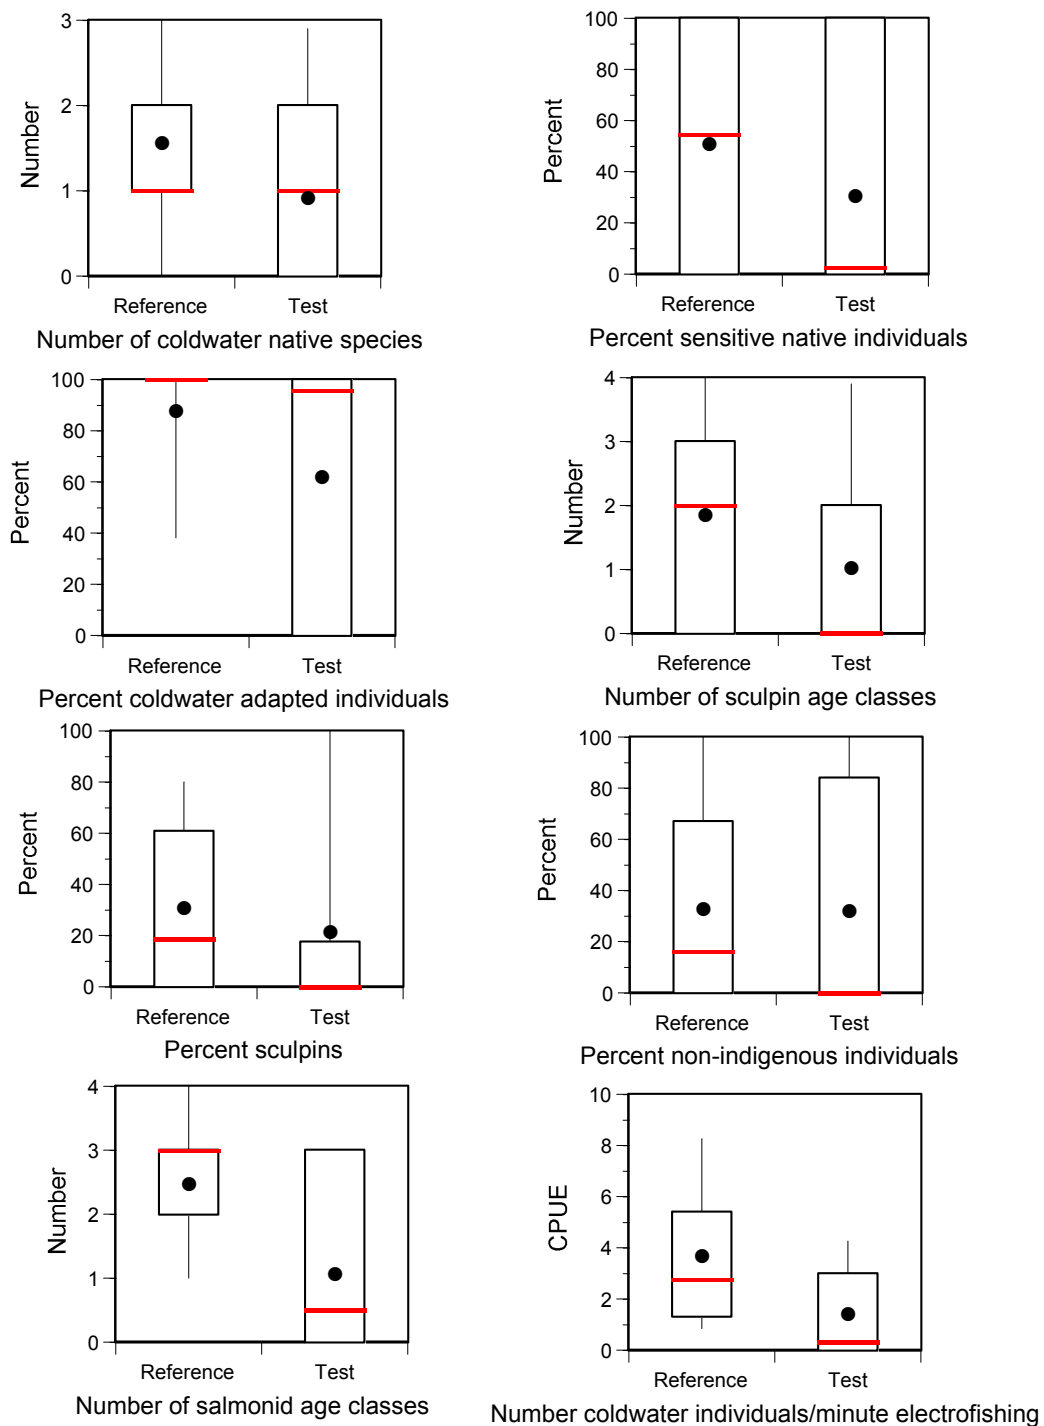 3
2
1
0
Number
Reference Test
Number of coldwater native species
100
80
60
40
20
0
Percent
Reference Test
Percent sensitive native individuals
100
80
60
40
20
0
Percent
Reference Test
Percent coldwater adapted individuals
4
3
2
1
0
Number
Reference Test
Number of sculpin age classes
100
80
60
40
20
0
Percent
Reference Test
Percent sculpins
100
80
60
40
20
0
Percent
Reference Test
Percent non-indigenous individuals
4
3
2
1
0
Number
Reference Test
Number of salmonid age classes
10
8
6
4
2
0
CPUE
Reference Test
Number coldwater individuals/minute electrofishing